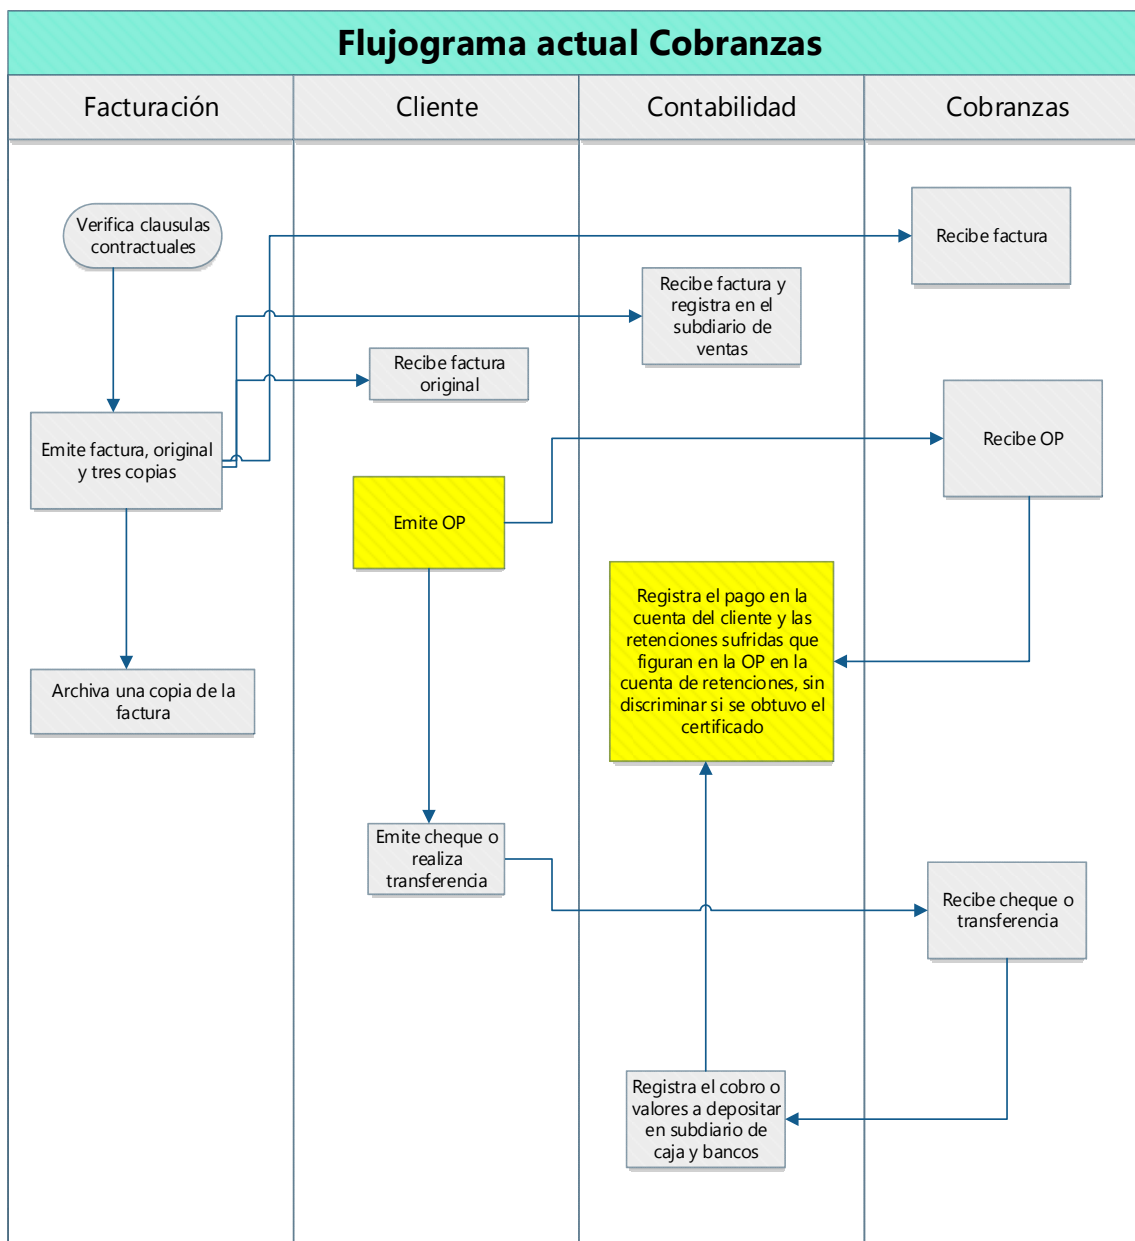 Flujograma actual Cobranzas
Facturación
Cliente
Contabilidad
Cobranzas
Verifica clausulas
contractuales
Recibe factura
Recibe factura y
registra en el
subdiario de
ventas
Recibe factura
original
Emite factura, original
y tres copias
Recibe OP
Emite OP
Registra el pago en la
cuenta del cliente y las
retenciones sufridas que
figuran en la OP en la
cuenta de retenciones, sin
discriminar si se obtuvo el
certificado
Archiva una copia de la
factura
Emite cheque o
realiza
transferencia
Recibe cheque o
transferencia
Registra el cobro o
valores a depositar
en subdiario de
caja y bancos